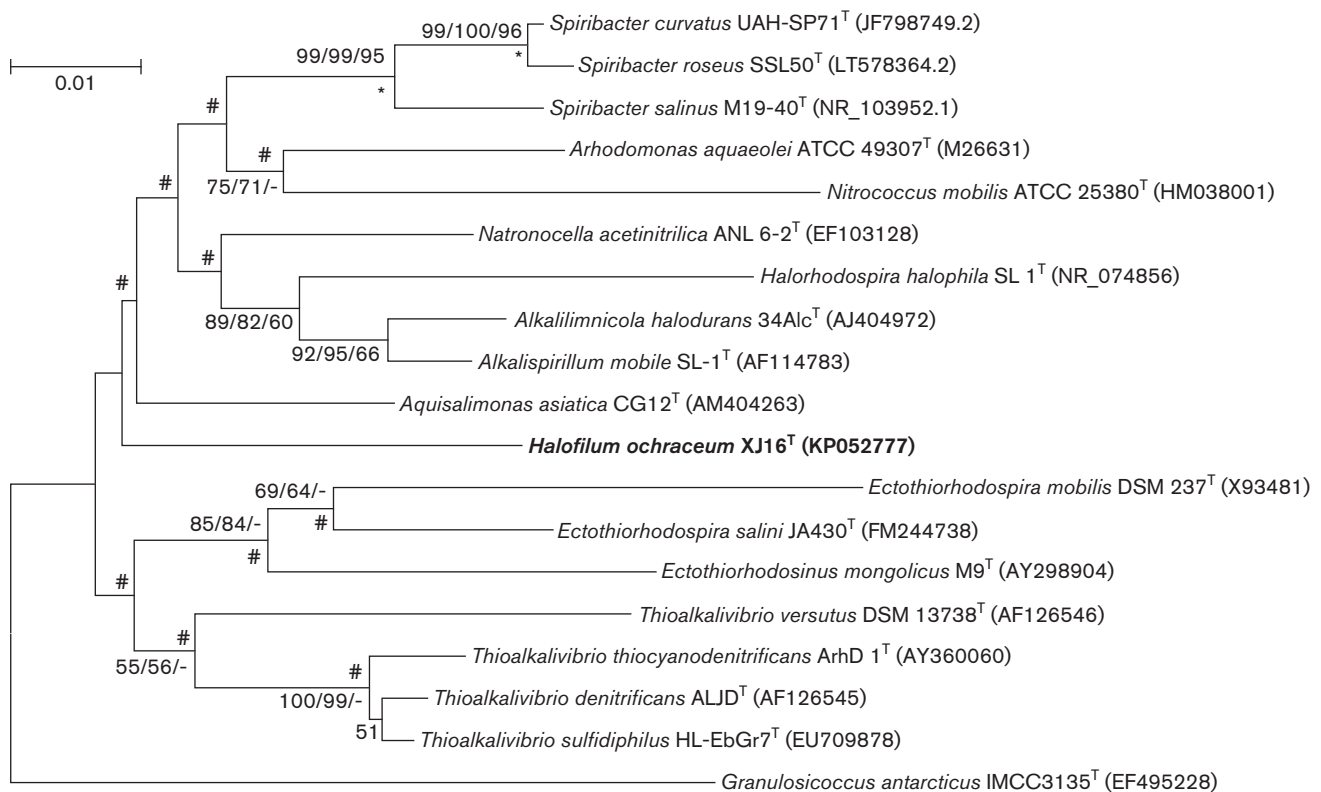 99/100/96
Spiribacter curvatus UAH-SP71ᵀ (JF798749.2)
*
99/99/95
Spiribacter roseus SSL50ᵀ (LT578364.2)
0.01
*
Spiribacter salinus M19-40ᵀ (NR_103952.1)
#
#
Arhodomonas aquaeolei ATCC 49307ᵀ (M26631)
#
75/71/-
Nitrococcus mobilis ATCC 25380ᵀ (HM038001)
Natronocella acetinitrilica ANL 6-2ᵀ (EF103128)
#
#
Halorhodospira halophila SL 1ᵀ (NR_074856)
89/82/60
Alkalilimnicola halodurans 34Alcᵀ (AJ404972)
92/95/66
Alkalispirillum mobile SL-1ᵀ (AF114783)
Aquisalimonas asiatica CG12ᵀ (AM404263)
Halofilum ochraceum XJ16ᵀ (KP052777)
69/64/-
Ectothiorhodospira mobilis DSM 237ᵀ (X93481)
85/84/-
#
Ectothiorhodospira salini JA430ᵀ (FM244738)
#
#
Ectothiorhodosinus mongolicus M9ᵀ (AY298904)
Thioalkalivibrio versutus DSM 13738ᵀ (AF126546)
#
55/56/-
#
Thioalkalivibrio thiocyanodenitrificans ArhD 1ᵀ (AY360060)
100/99/-
Thioalkalivibrio denitrificans ALJDᵀ (AF126545)
51
Thioalkalivibrio sulfidiphilus HL-EbGr7ᵀ (EU709878)
Granulosicoccus antarcticus IMCC3135ᵀ (EF495228)